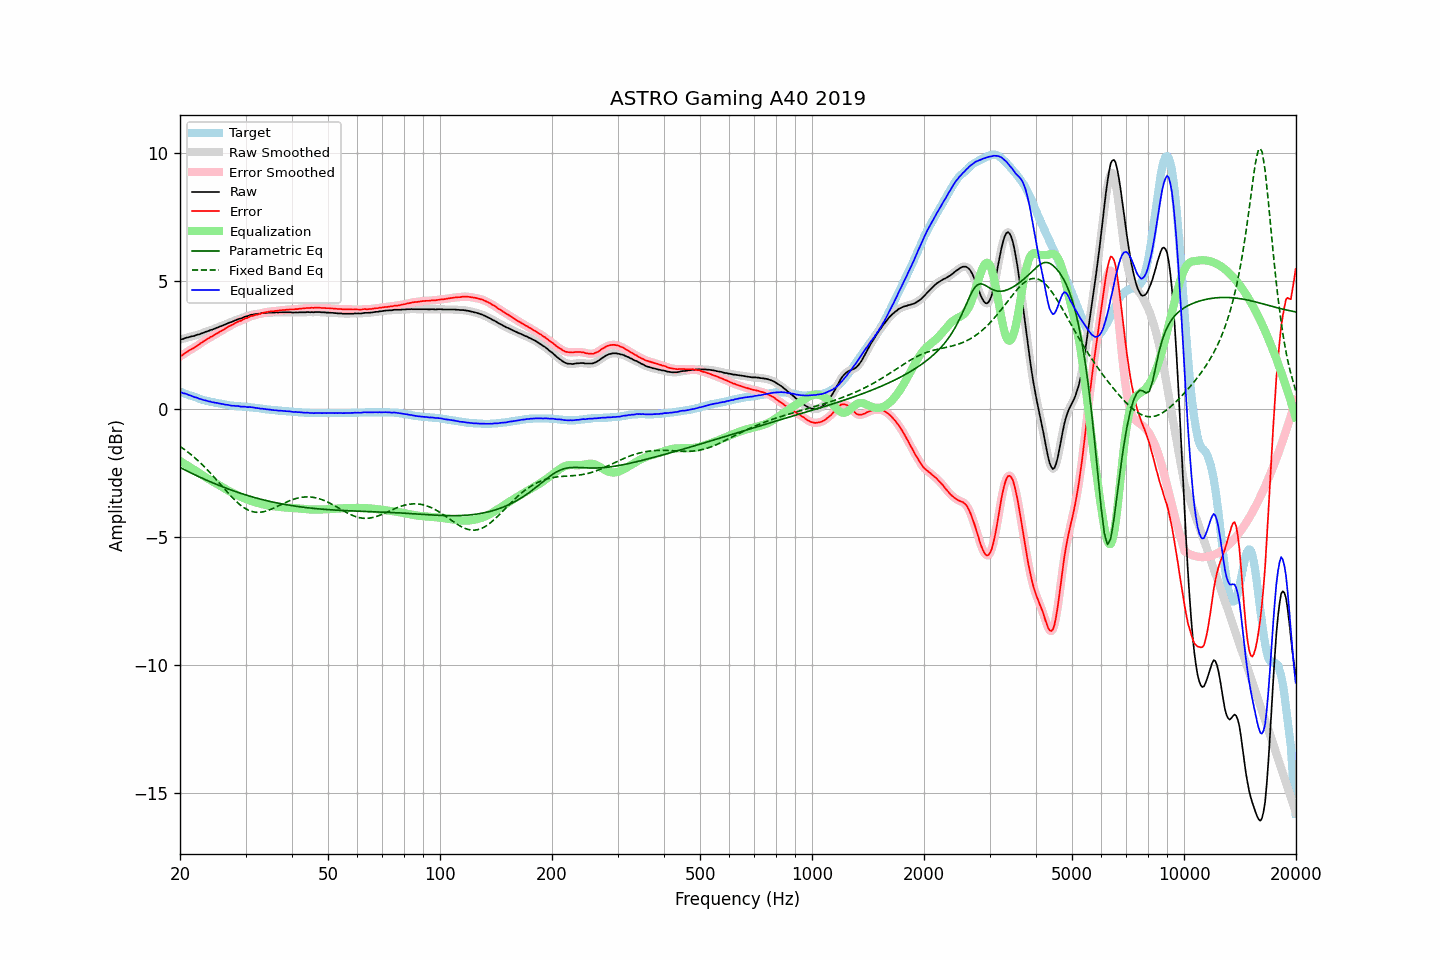 ASTRO Gaming A40 2019
Target
Raw Smoothed
Error Smoothed
Raw
Error
Equalization
Parametric Eq
Fixed Band Eq
Equalized
10
5
0
−5
−10
−15
Amplitude (dBr)
20 50 100 200 500 1000 2000 5000 10000 20000
Frequency (Hz)